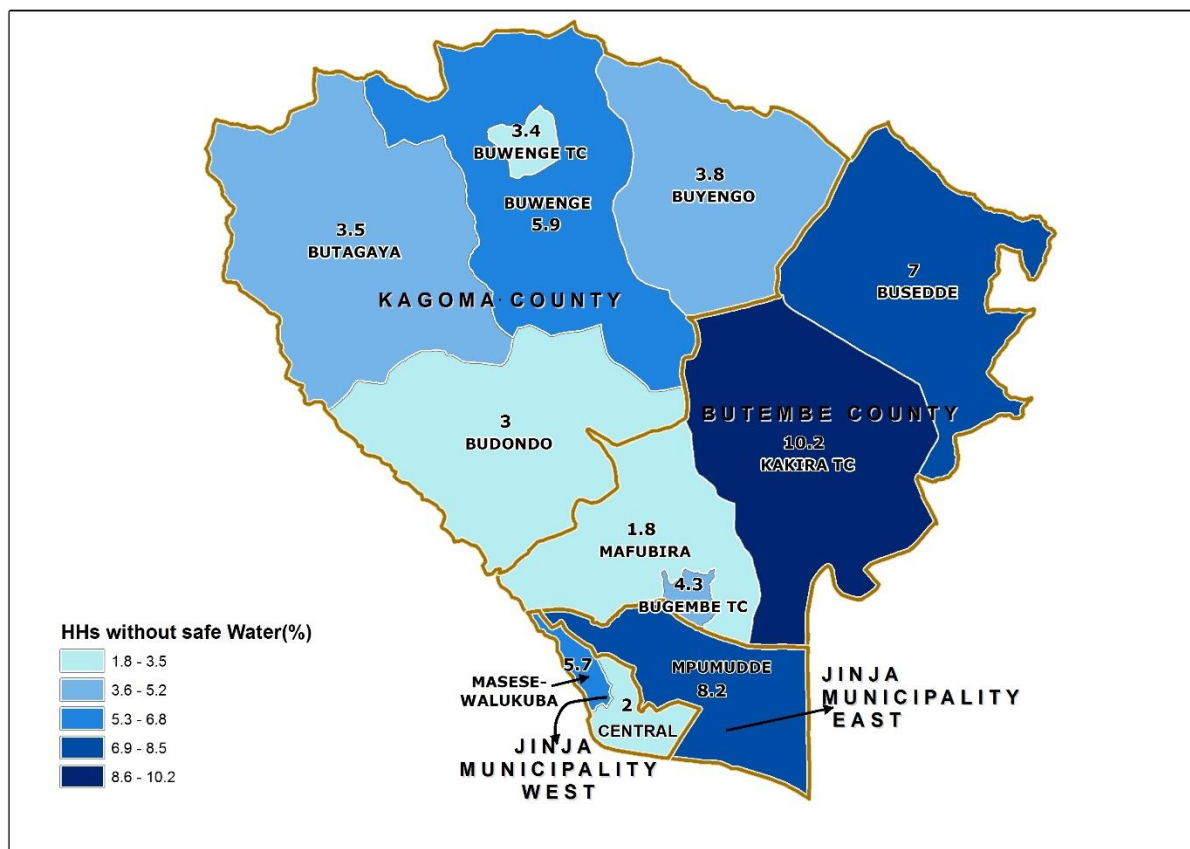 3.4
BUWENGE TC
3.8
BUYENGO
BUWENGE
5.9
3.5
BUTAGAYA
7
BUSEDDE
KAGOMA COUNTY
BUTEMBE COUNTY
10.2
KAKIRA TC
3
BUDONDO
1.8
MAFUBIRA
4.3
BUGEMBE TC
HHs without safe Water(%)
1.8 - 3.5
3.6 - 5.2
5.3 - 6.8
6.9 - 8.5
8.6 - 10.2
5.7
MASESE-
WALUKUBA
MPUMUDDE
8.2
2
CENTRAL
JINJA
MUNICIPALITY
EAST
JINJA
MUNICIPALITY
WEST